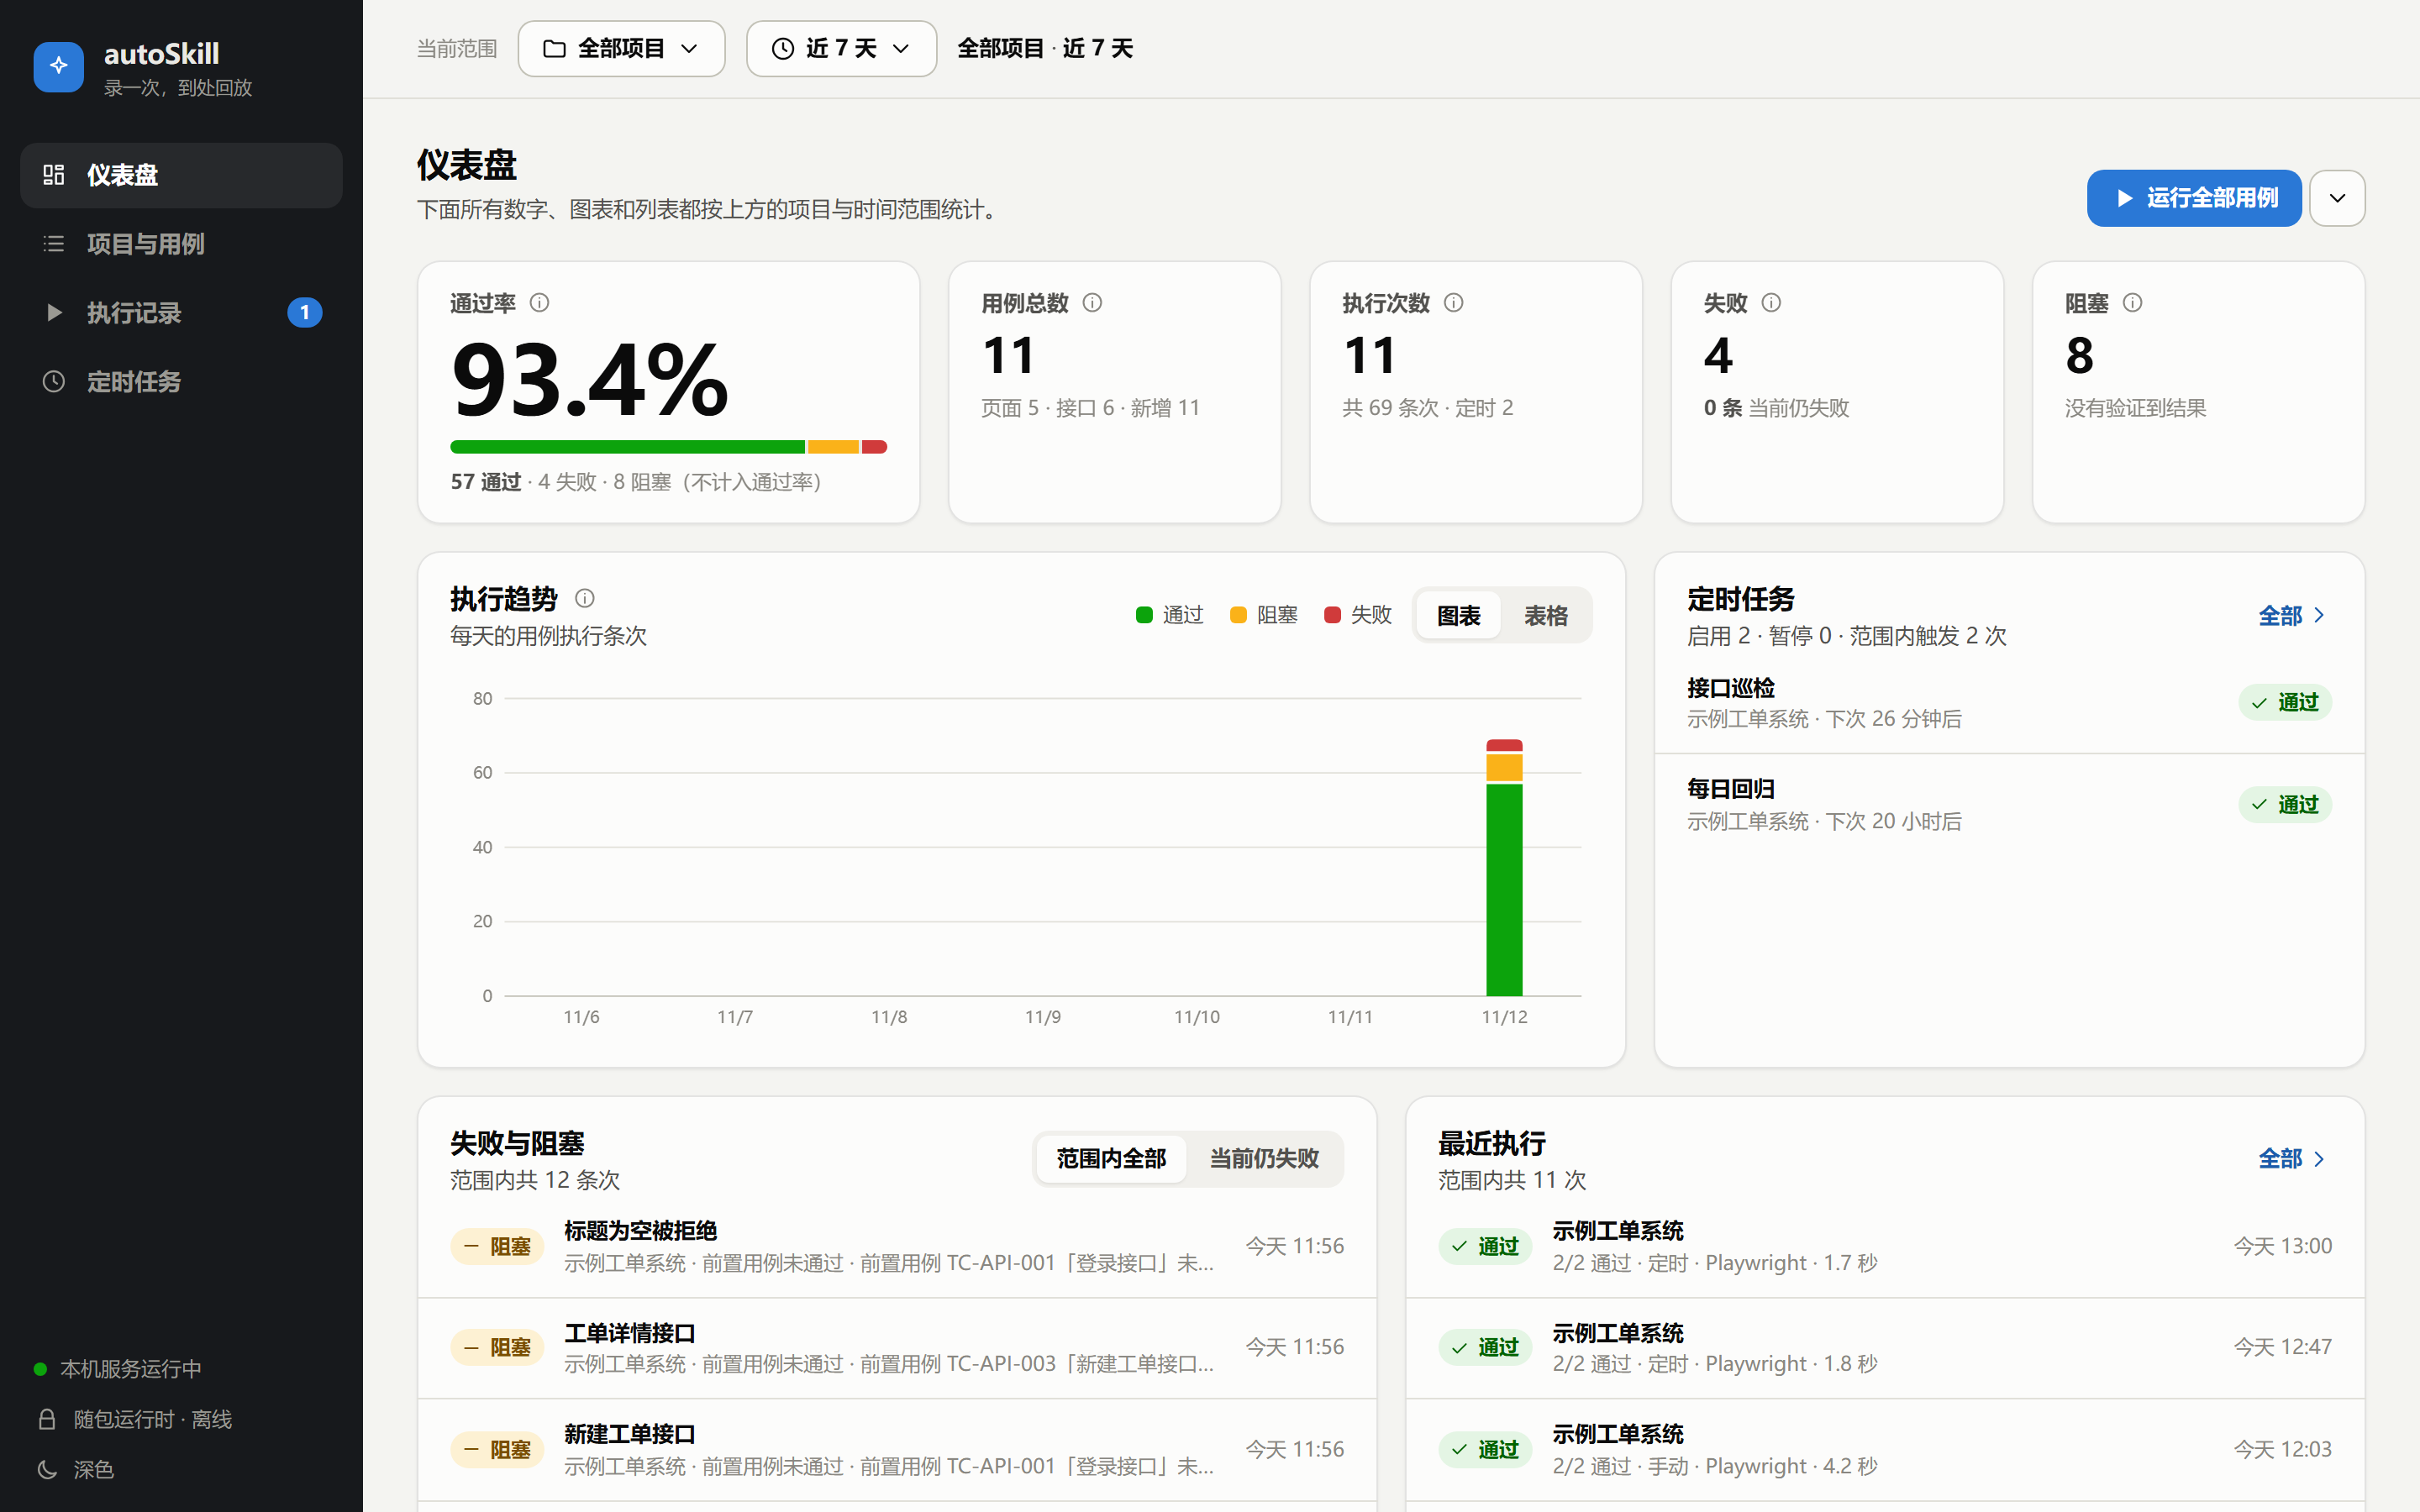 autoSkill
录一次，到处回放
仪表盘
项目与用例
执行记录
1
定时任务
本机服务运行中
随包运行时 · 离线
深色
当前范围
全部项目
近 7 天
全部项目 · 近 7 天
仪表盘
下面所有数字、图表和列表都按上方的项目与时间范围统计。
运行全部用例
通过率
93.4%
57 通过 · 4 失败 · 8 阻塞（不计入通过率）
用例总数
11
页面 5 · 接口 6 · 新增 11
执行次数
11
共 69 条次 · 定时 2
失败
4
0 条 当前仍失败
阻塞
8
没有验证到结果
执行趋势
每天的用例执行条次
通过
阻塞
失败
图表
表格
80
60
40
20
0
11/6
11/7
11/8
11/9
11/10
11/11
11/12
定时任务
启用 2 · 暂停 0 · 范围内触发 2 次
全部
接口巡检
示例工单系统 · 下次 26 分钟后
通过
每日回归
示例工单系统 · 下次 20 小时后
通过
失败与阻塞
范围内共 12 条次
范围内全部
当前仍失败
阻塞
标题为空被拒绝
示例工单系统 · 前置用例未通过 · 前置用例 TC-API-001「登录接口」未...
今天 11:56
阻塞
工单详情接口
示例工单系统 · 前置用例未通过 · 前置用例 TC-API-003「新建工单接口...
今天 11:56
阻塞
新建工单接口
示例工单系统 · 前置用例未通过 · 前置用例 TC-API-001「登录接口」未...
今天 11:56
最近执行
范围内共 11 次
全部
通过
示例工单系统
2/2 通过 · 定时 · Playwright · 1.7 秒
今天 13:00
通过
示例工单系统
2/2 通过 · 定时 · Playwright · 1.8 秒
今天 12:47
通过
示例工单系统
2/2 通过 · 手动 · Playwright · 4.2 秒
今天 12:03